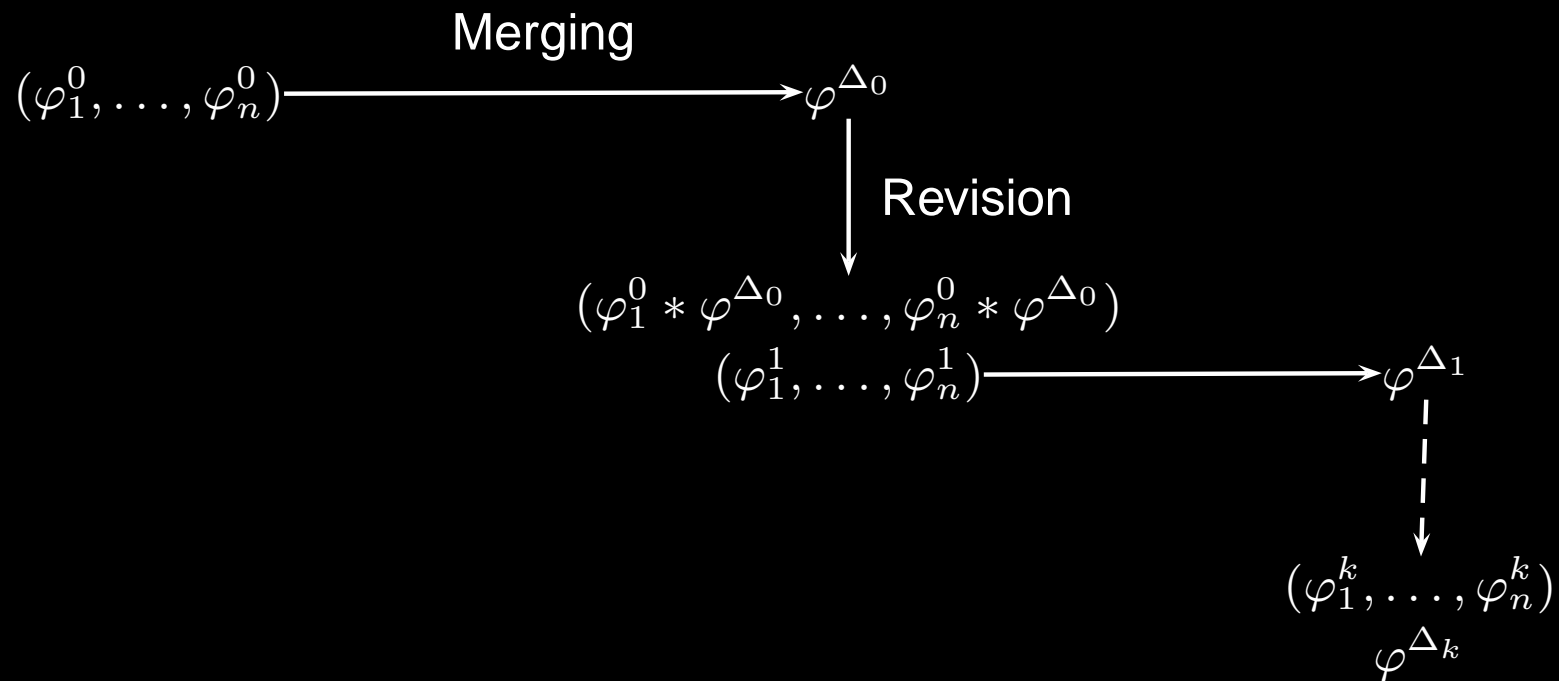 Merging
(φ₁⁰, . . . , φₙ⁰) φ^Δ₀
Revision
(φ₁⁰ ∗ φ^Δ₀, . . . , φₙ⁰ ∗ φ^Δ₀)
(φ₁¹, . . . , φₙ¹) φ^Δ₁
(φ₁ᵏ, . . . , φₙᵏ)
φ^Δₖ